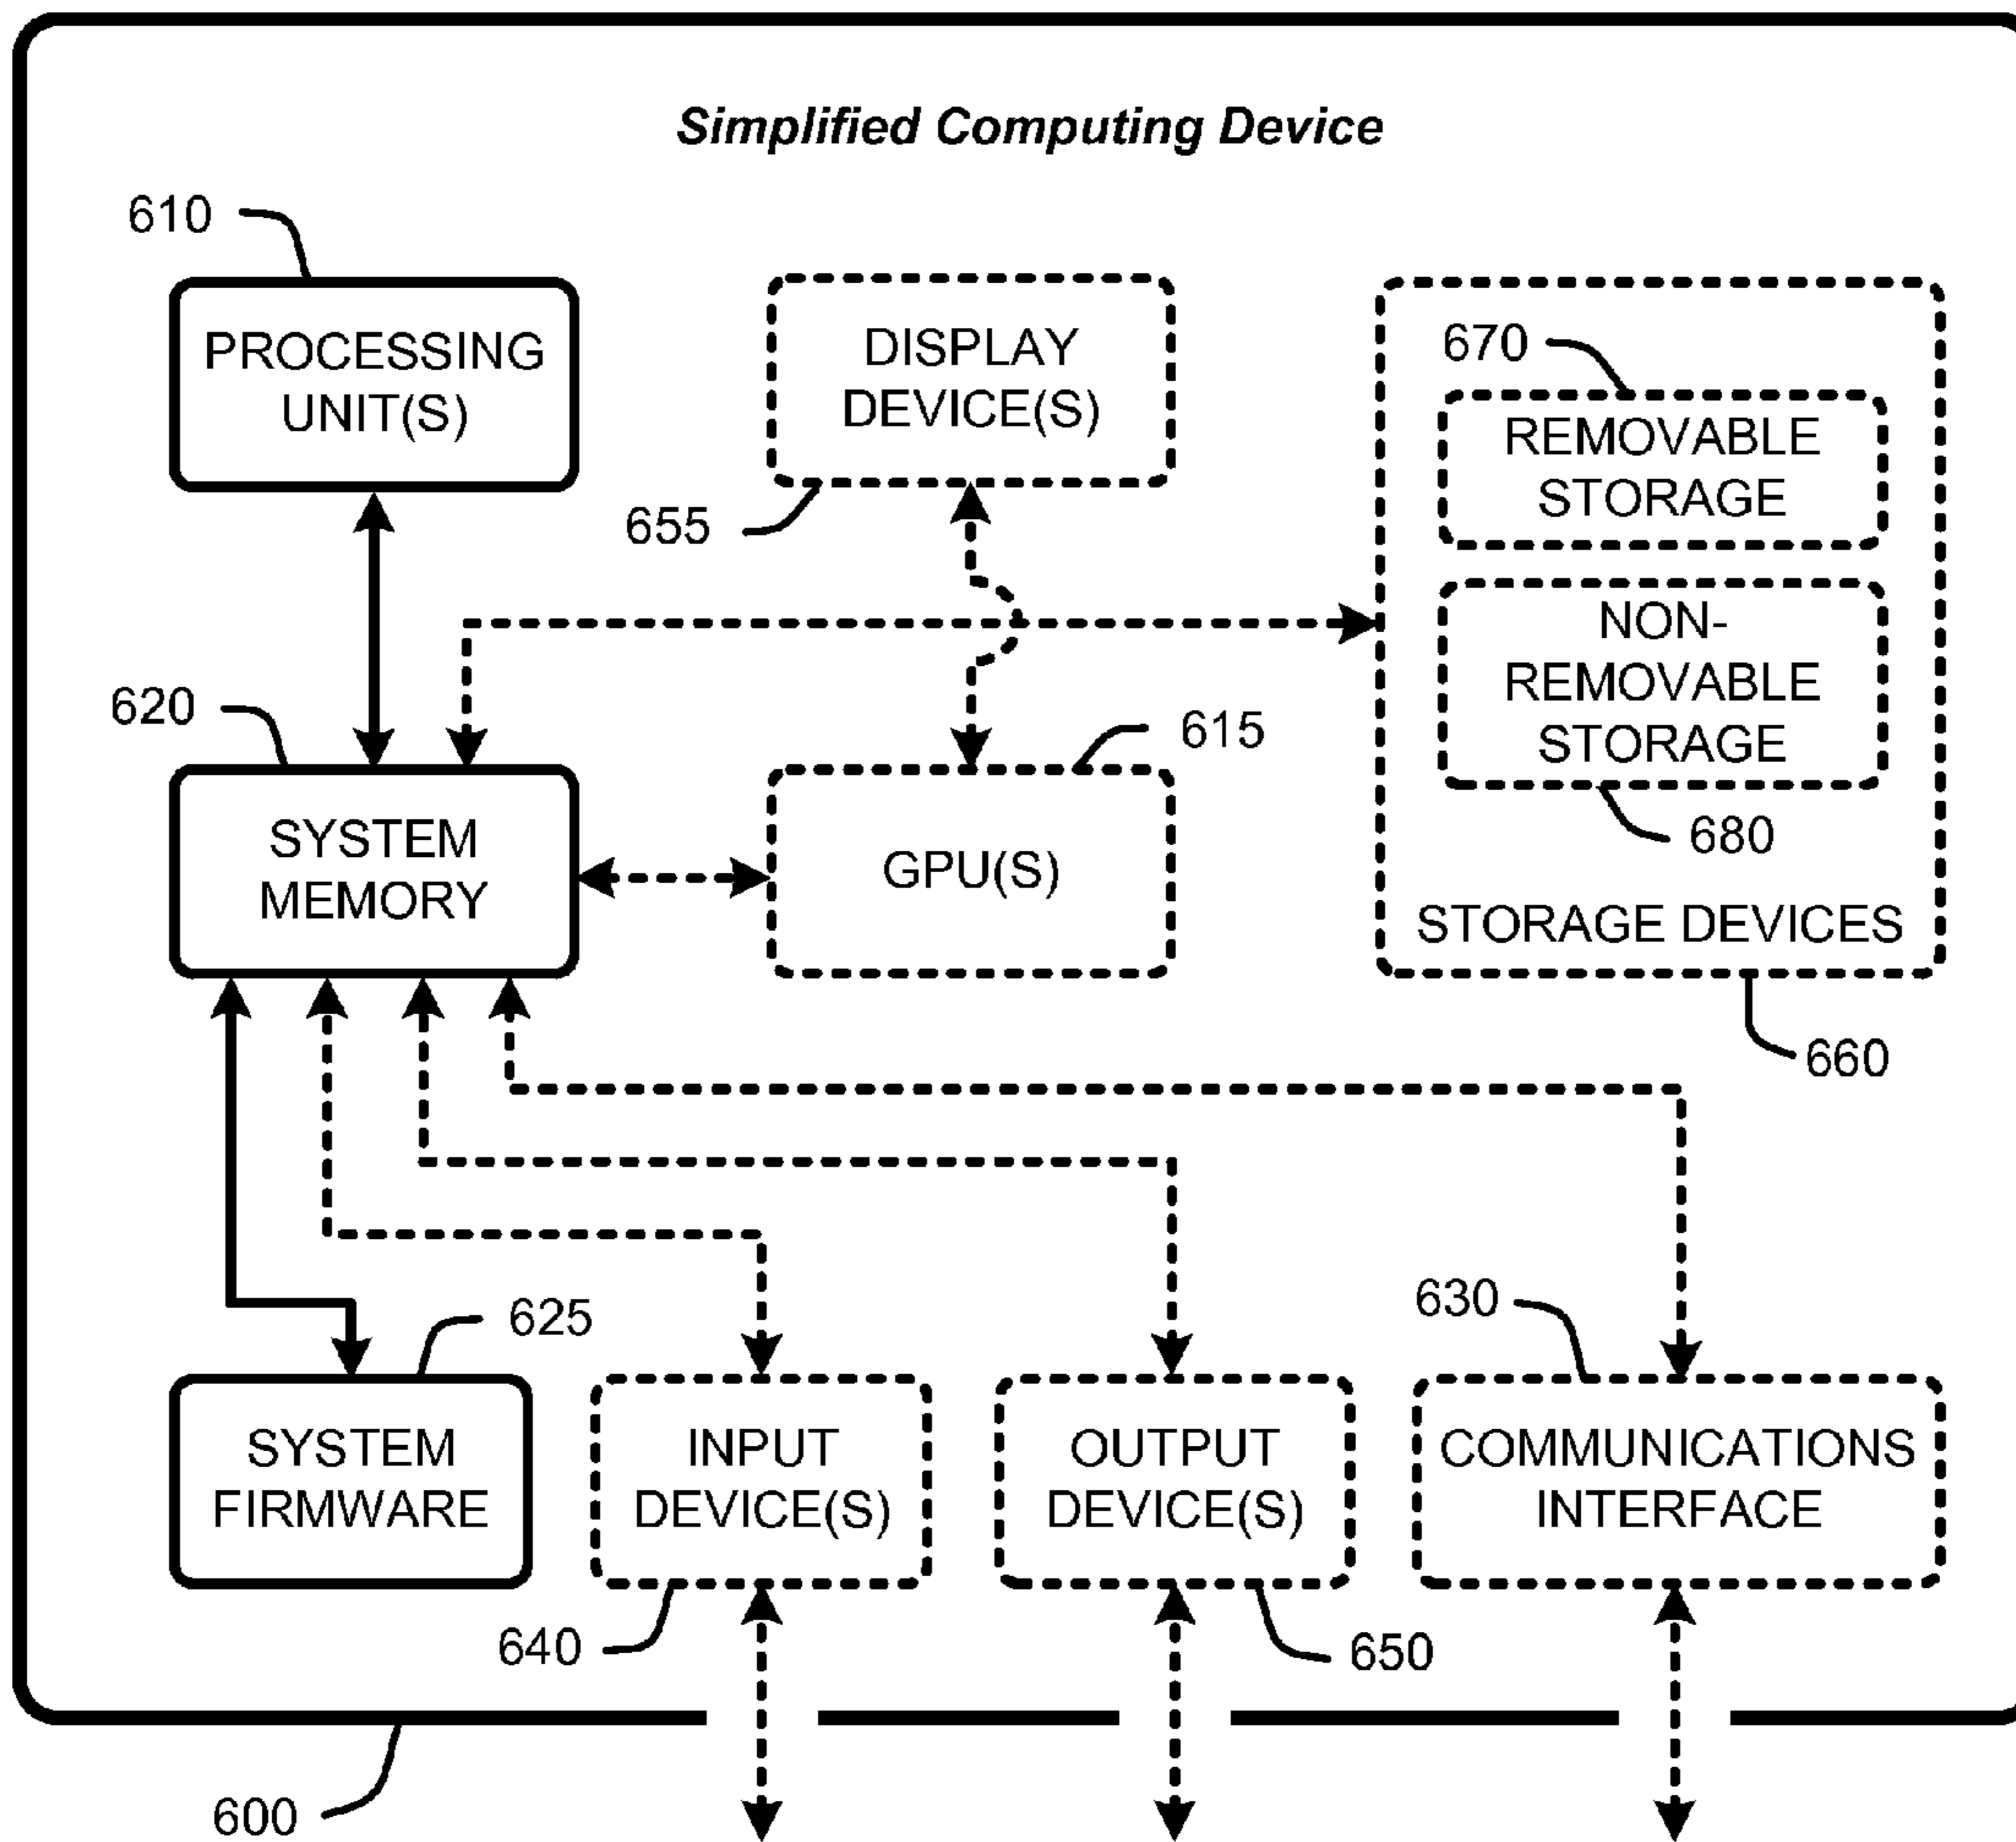 Simplified Computing Device
610
PROCESSING
UNIT(S)
DISPLAY
DEVICE(S)
655
670
REMOVABLE
STORAGE
NON-
REMOVABLE
STORAGE
680
STORAGE DEVICES
660
620
SYSTEM
MEMORY
615
GPU(S)
625
SYSTEM
FIRMWARE
INPUT
DEVICE(S)
640
OUTPUT
DEVICE(S)
650
630
COMMUNICATIONS
INTERFACE
600